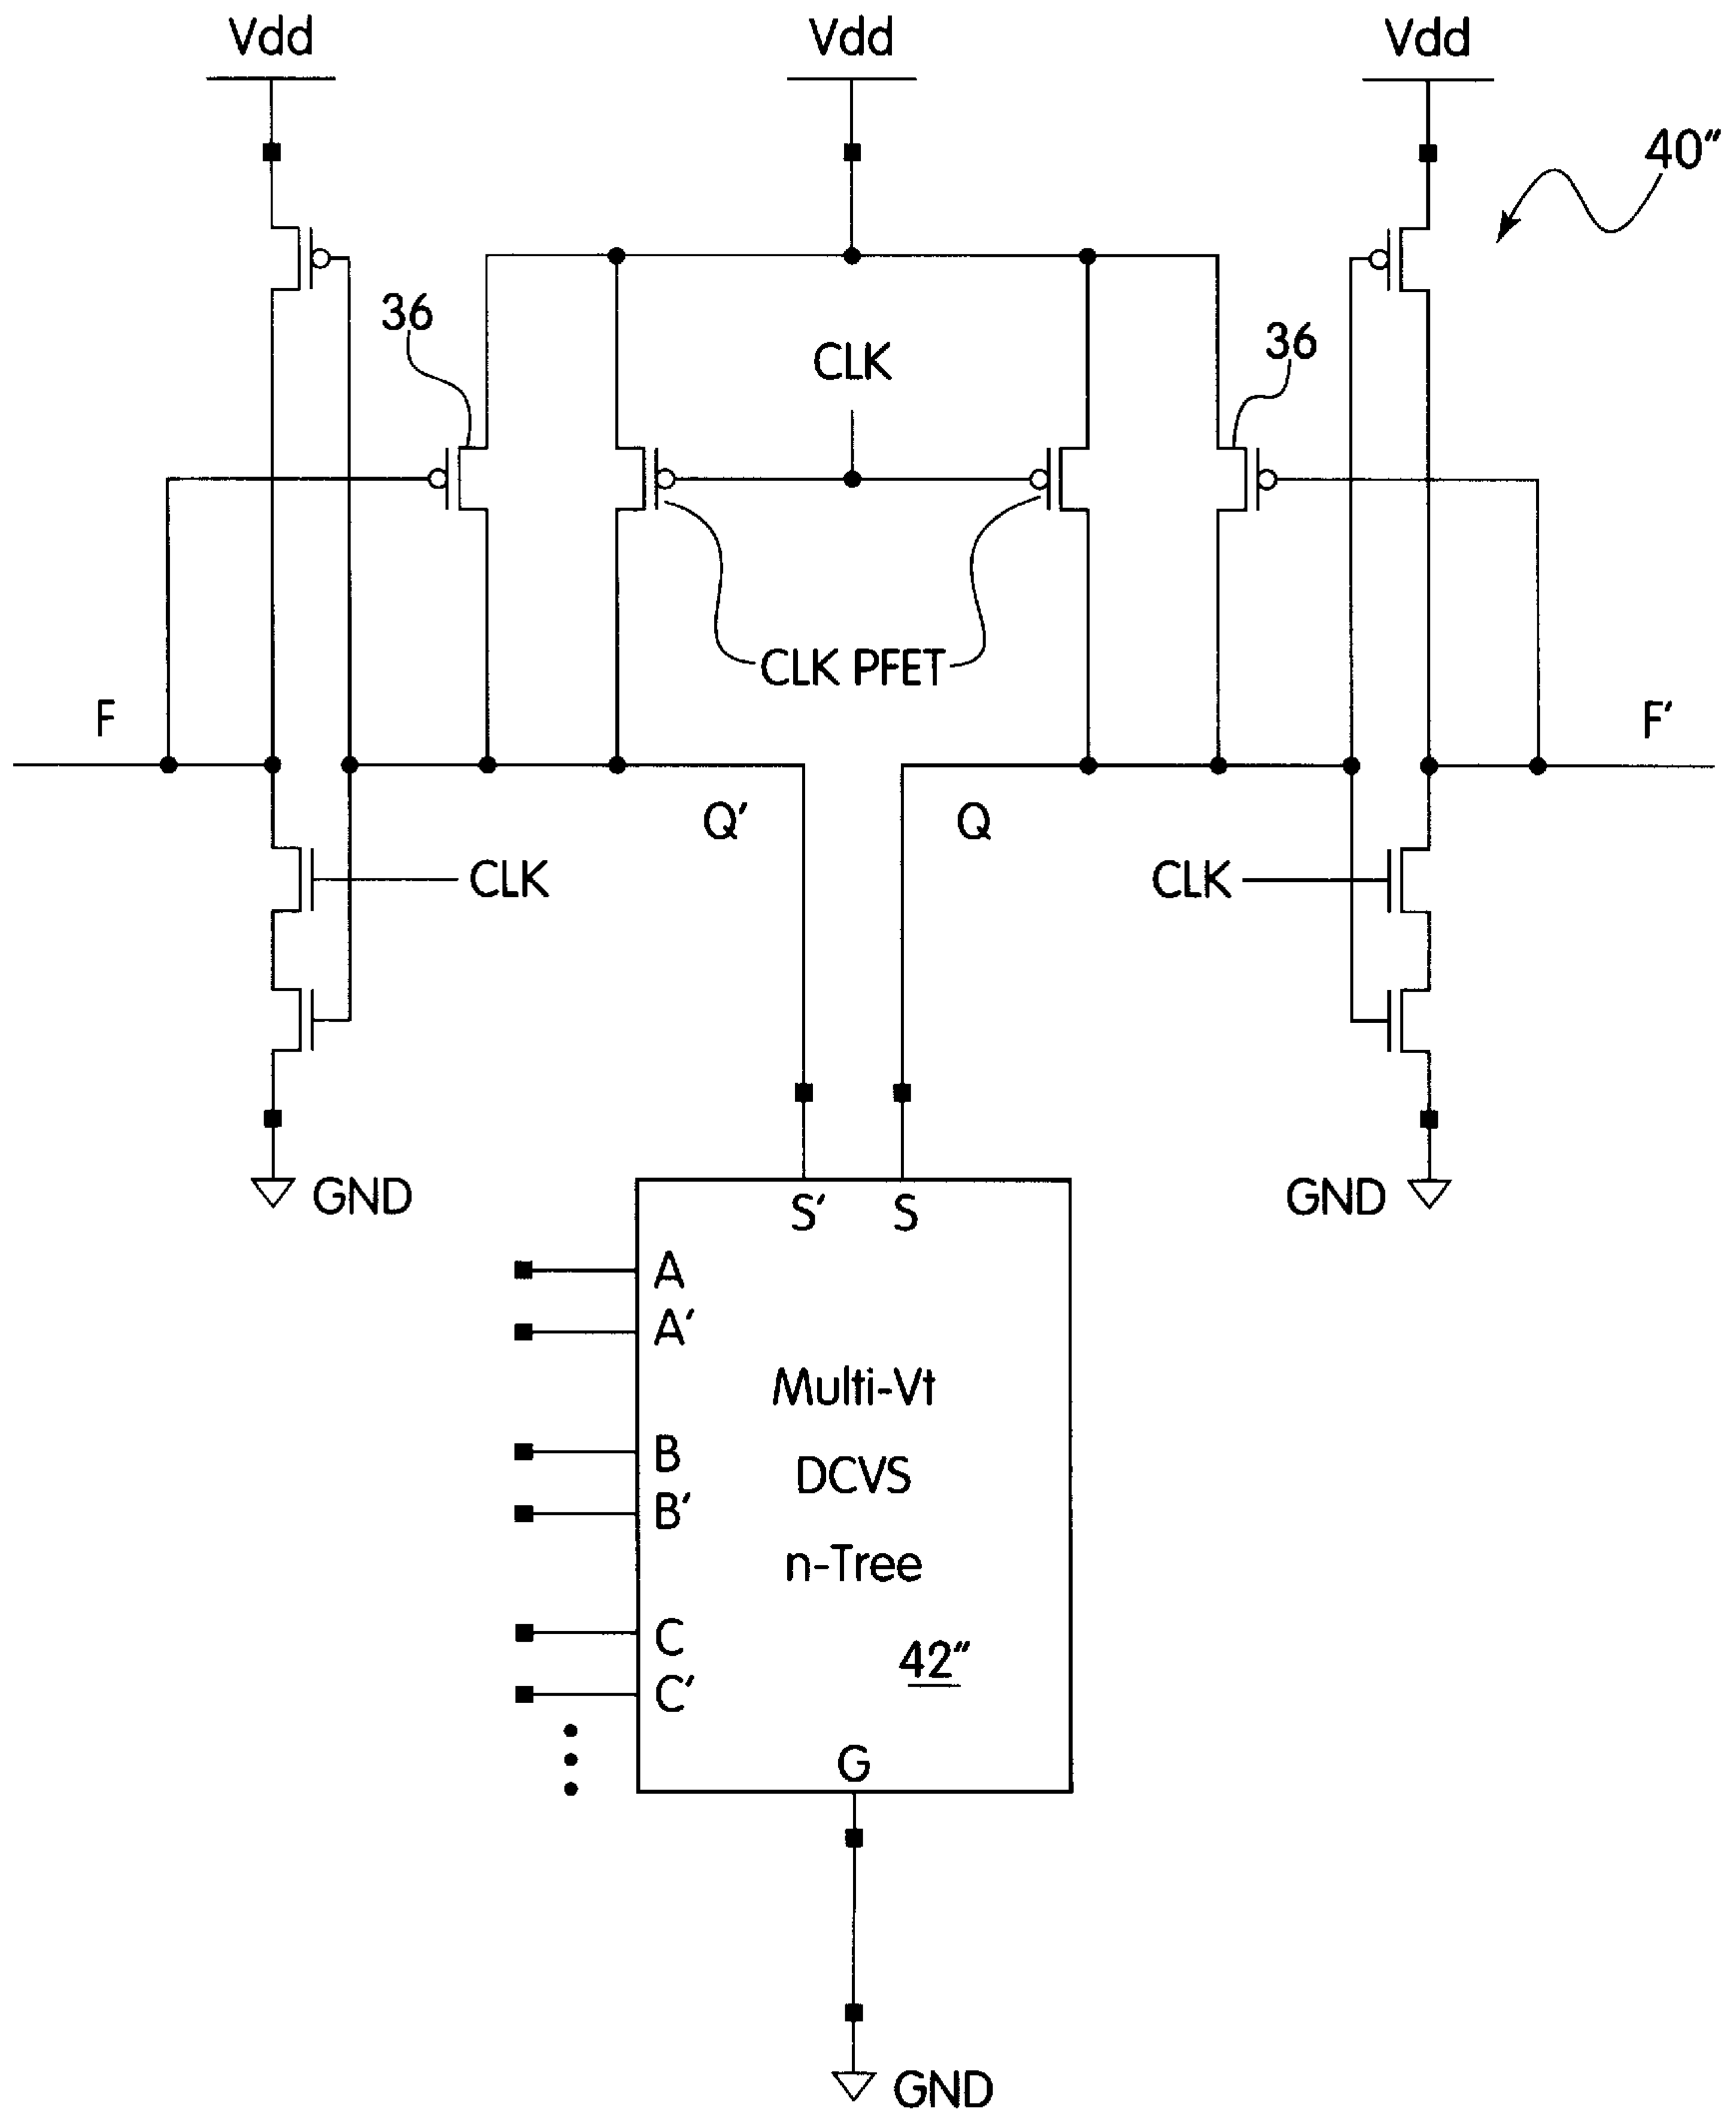 Vdd
Vdd
Vdd
40″
36
36
CLK
CLK PFET
F
F′
Q′
Q
CLK
CLK
GND
GND
S′
S
A
A′
Multi-Vt
B
DCVS
B′
n-Tree
C
42″
C′
G
GND